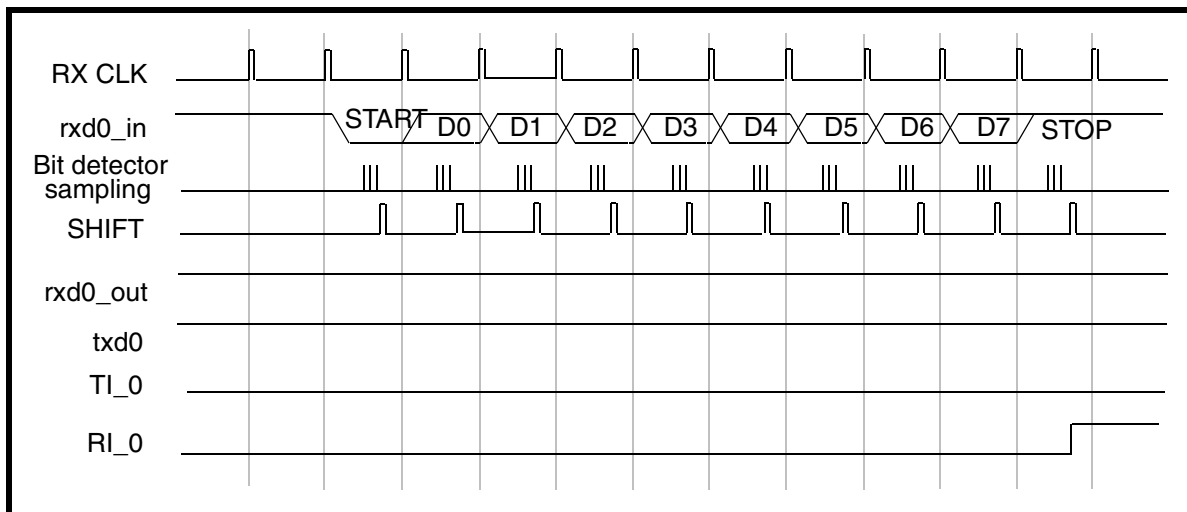 RX CLK
rxd0_in
START D0 D1 D2 D3 D4 D5 D6 D7 STOP
Bit detector
sampling
SHIFT
rxd0_out
txd0
TI_0
RI_0